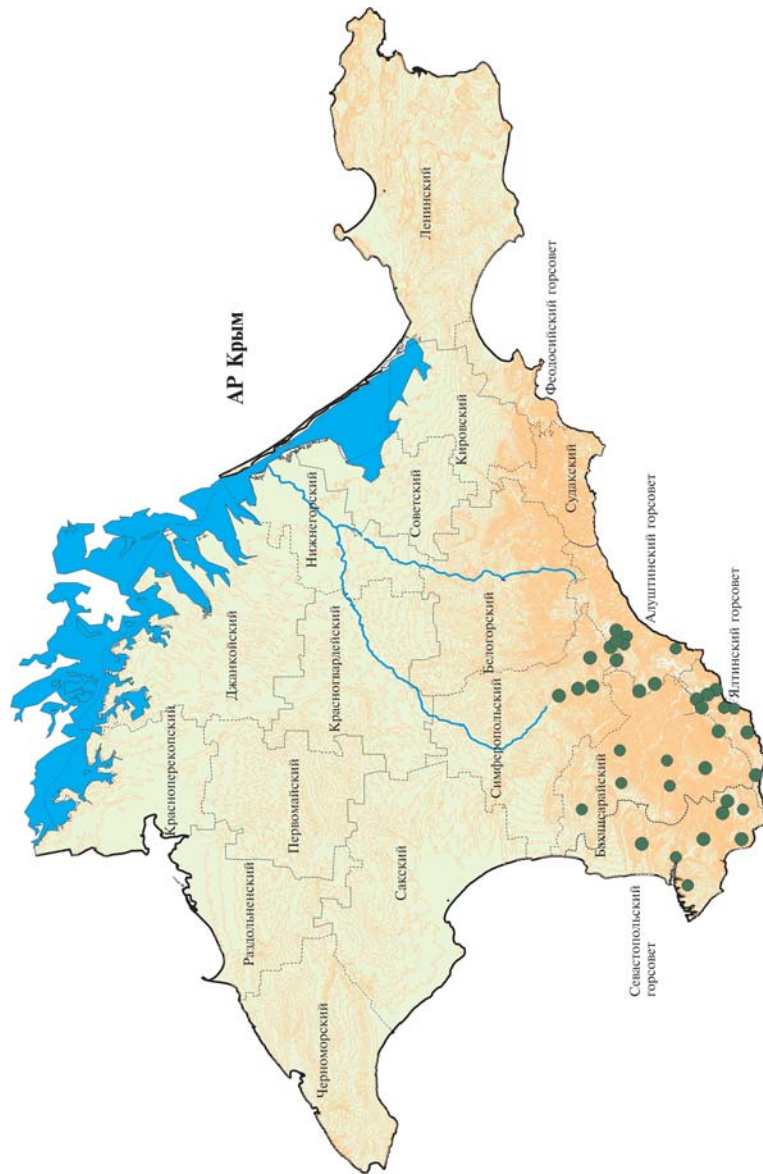 АР Крым
Красноперекопский
Джанкойский
Раздольненский
Первомайский
Красногвардейский
Нижнегорский
Черноморский
Сакский
Симферопольский
Белогорский
Советский
Кировский
Ленинский
Феодосийский горсовет
Судакский
Алуштинский горсовет
Ялтинский горсовет
Бахчисарайский
Севастопольский
горсовет